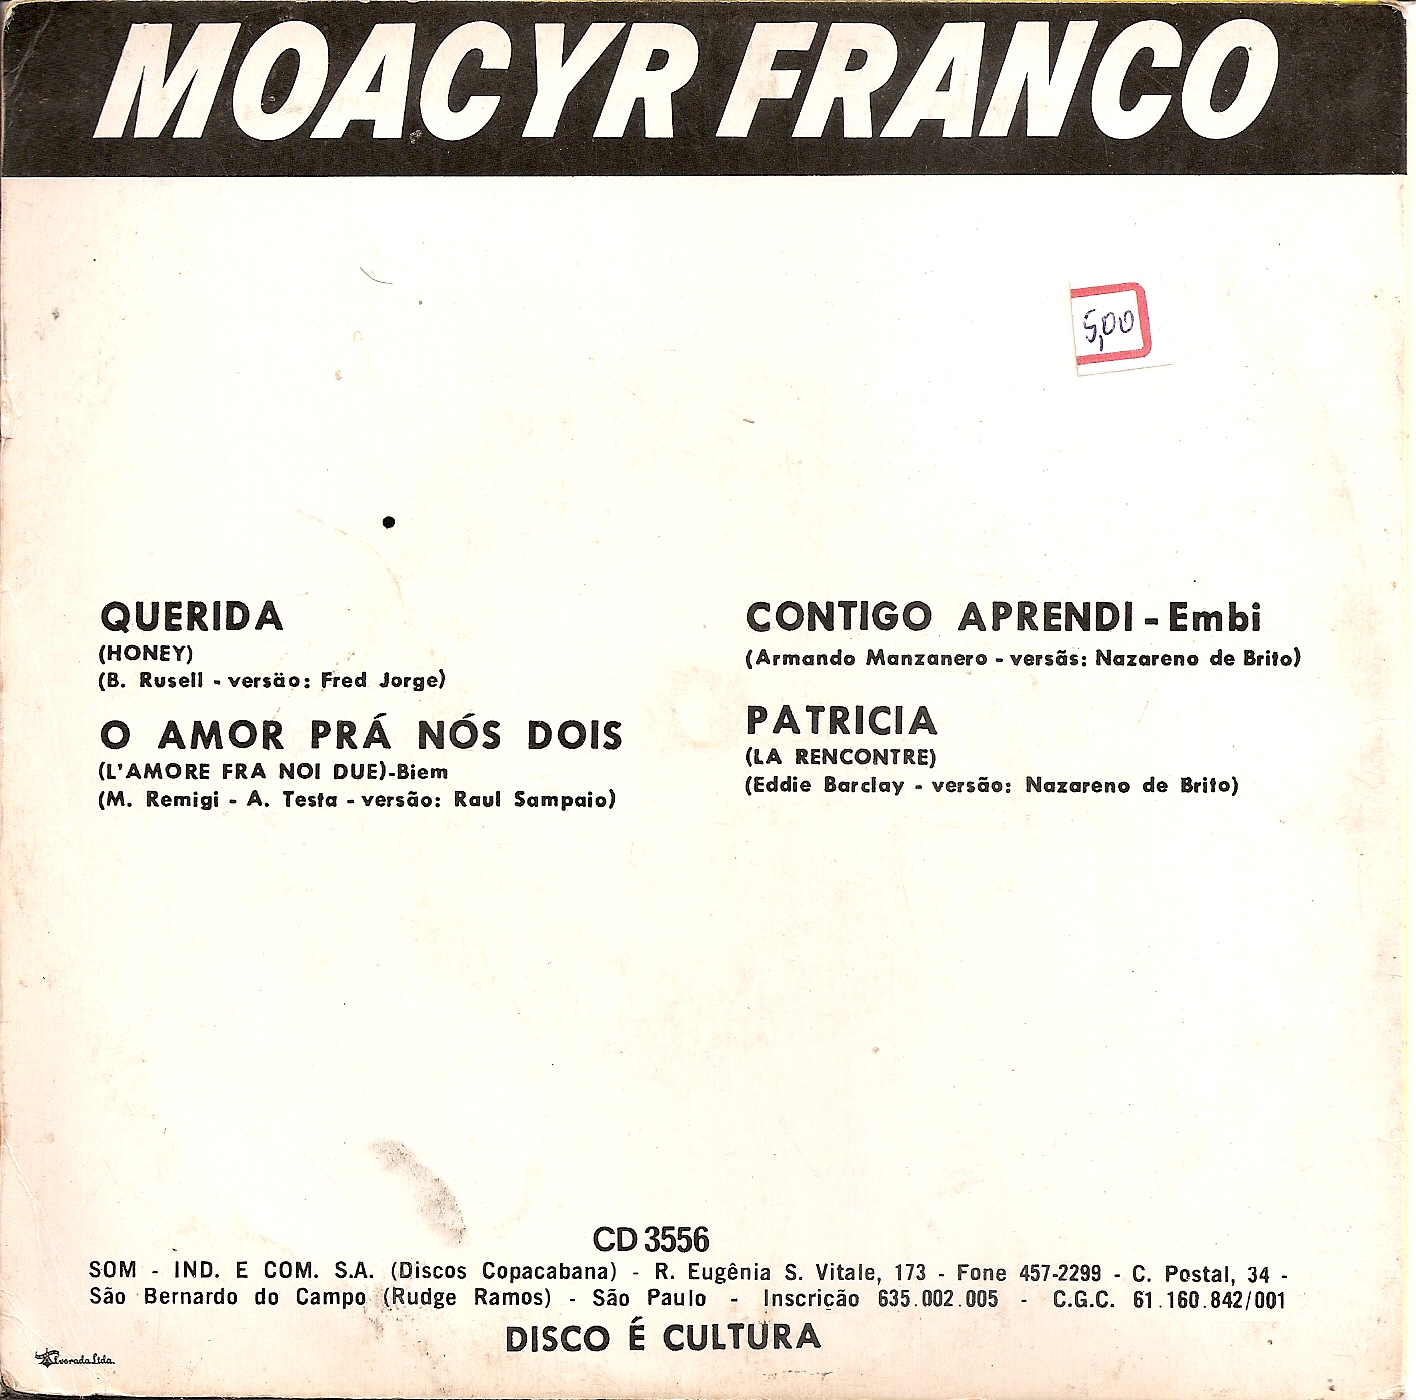 MOACYR FRANCO
5,00
QUERIDA
(HONEY)
(B. Rusell - versão: Fred Jorge)
O AMOR PRÁ NÓS DOIS
(L'AMORE FRA NOI DUE)-Biem
(M. Remigi - A. Testa - versão: Raul Sampaio)
CONTIGO APRENDI - Embi
(Armando Manzanero - versãs: Nazareno de Brito)
PATRICIA
(LA RENCONTRE)
(Eddie Barclay - versão: Nazareno de Brito)
CD 3556
SOM - IND. E COM. S.A. (Discos Copacabana) - R. Eugênia S. Vitale, 173 - Fone 457-2299 - C. Postal, 34 -
São Bernardo do Campo (Rudge Ramos) - São Paulo - Inscrição 635.002.005 - C.G.C. 61.160.842/001
DISCO É CULTURA
Alvorada Ltda.